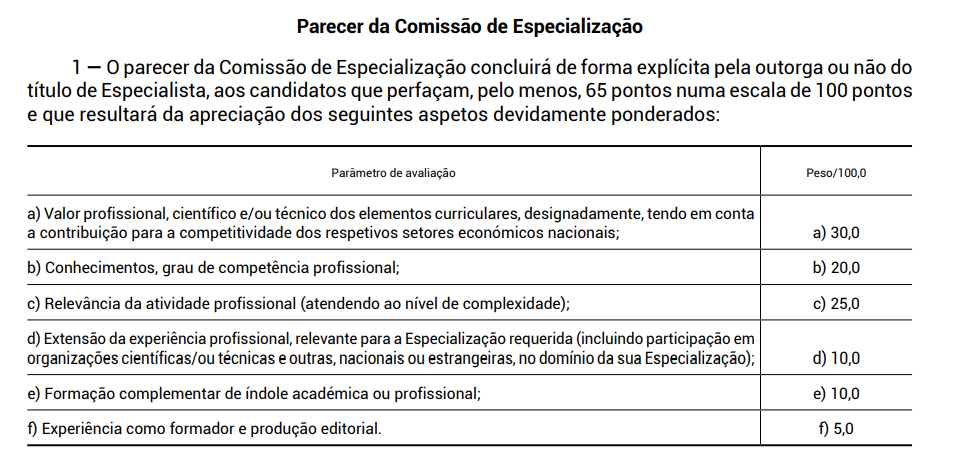 Parecer da Comissão de Especialização
1 — O parecer da Comissão de Especialização concluirá de forma explícita pela outorga ou não do
título de Especialista, aos candidatos que perfaçam, pelo menos, 65 pontos numa escala de 100 pontos
e que resultará da apreciação dos seguintes aspetos devidamente ponderados:
Parâmetro de avaliação Peso/100,0
a) Valor profissional, científico e/ou técnico dos elementos curriculares, designadamente, tendo em conta
a contribuição para a competitividade dos respetivos setores económicos nacionais; a) 30,0
b) Conhecimentos, grau de competência profissional; b) 20,0
c) Relevância da atividade profissional (atendendo ao nível de complexidade); c) 25,0
d) Extensão da experiência profissional, relevante para a Especialização requerida (incluindo participação em
organizações científicas/ou técnicas e outras, nacionais ou estrangeiras, no domínio da sua Especialização); d) 10,0
e) Formação complementar de índole académica ou profissional; e) 10,0
f) Experiência como formador e produção editorial. f) 5,0